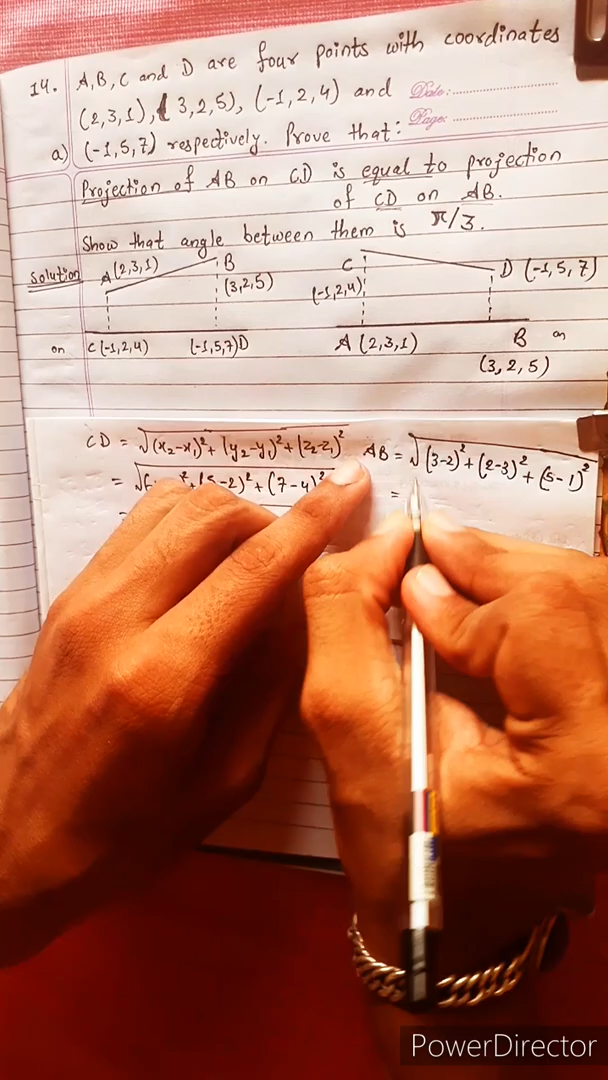 14. A, B, C and D are four points with coordinates
(2,3,1), (3,2,5), (-1,2,4) and
Date:
Page:
a) (-1,5,7) respectively. Prove that:
Projection of AB on CD is equal to projection
of CD on AB.
Show that angle between them is π/3.
solution
A(2,3,1) B C D (-1,5,7)
(3,2,5) (-1,2,4)
on C(-1,2,4) (-1,5,7)D A (2,3,1) B on
(3,2,5)
CD = √(x₂-x₁)²+(y₂-y₁)²+(z₂-z₁)² AB = √(3-2)²+(2-3)²+(5-1)²
= √ ²+(5-2)²+(7-4)² =
PowerDirector